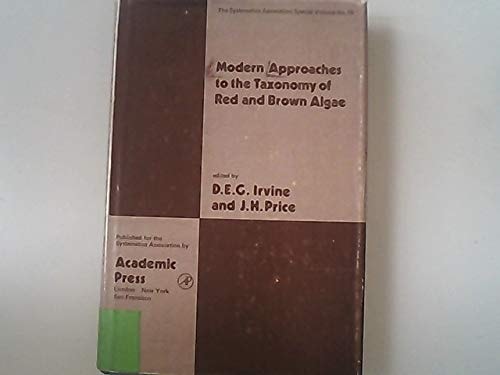 The Systematics Association Special Volume No. 10
Modern Approaches
to the Taxonomy of
Red and Brown Algae
edited by
D.E.G. Irvine
and J.H. Price
Published for the
Systematics Association by
Academic
Press
London New York
San Francisco